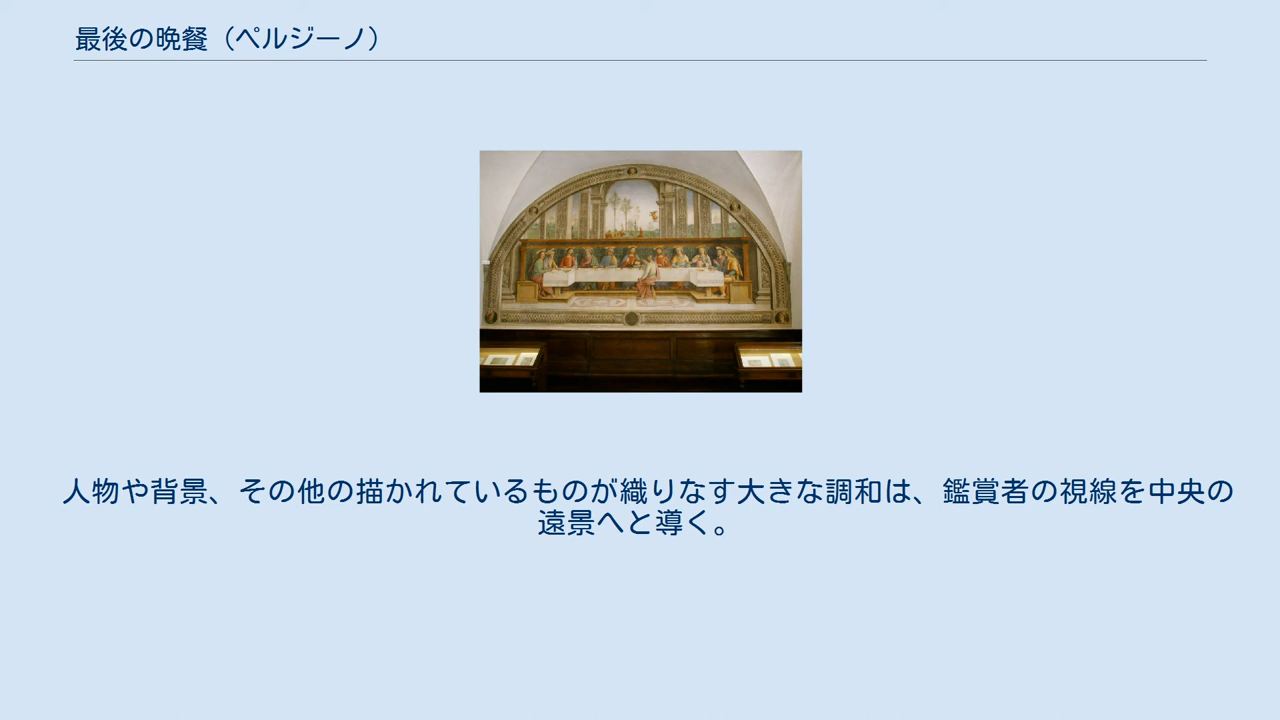 最後の晩餐（ペルジーノ）
人物や背景、その他の描かれているものが織りなす大きな調和は、鑑賞者の視線を中央の
遠景へと導く。